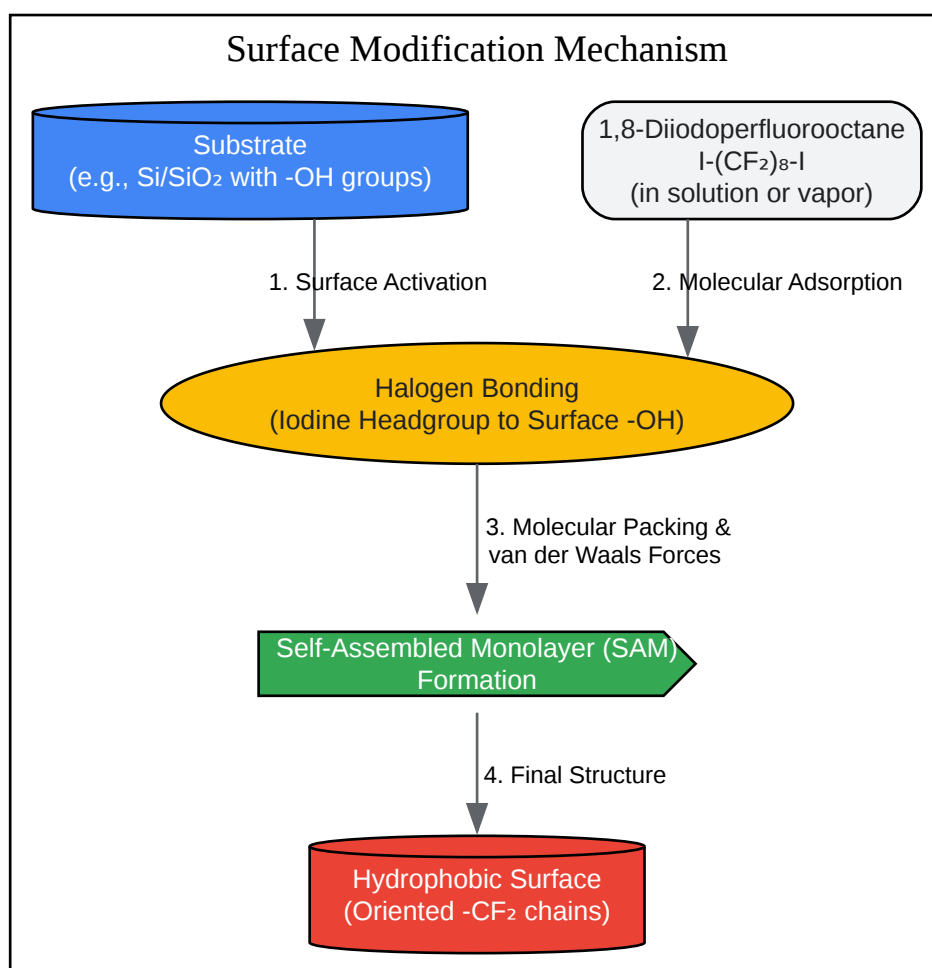 Surface Modification Mechanism
Substrate
(e.g., Si/SiO₂ with -OH groups)
1,8-Diiodoperfluorooctane
I-(CF₂)₈-I
(in solution or vapor)
1. Surface Activation
2. Molecular Adsorption
Halogen Bonding
(Iodine Headgroup to Surface -OH)
3. Molecular Packing &
van der Waals Forces
Self-Assembled Monolayer (SAM)
Formation
4. Final Structure
Hydrophobic Surface
(Oriented -CF₂ chains)